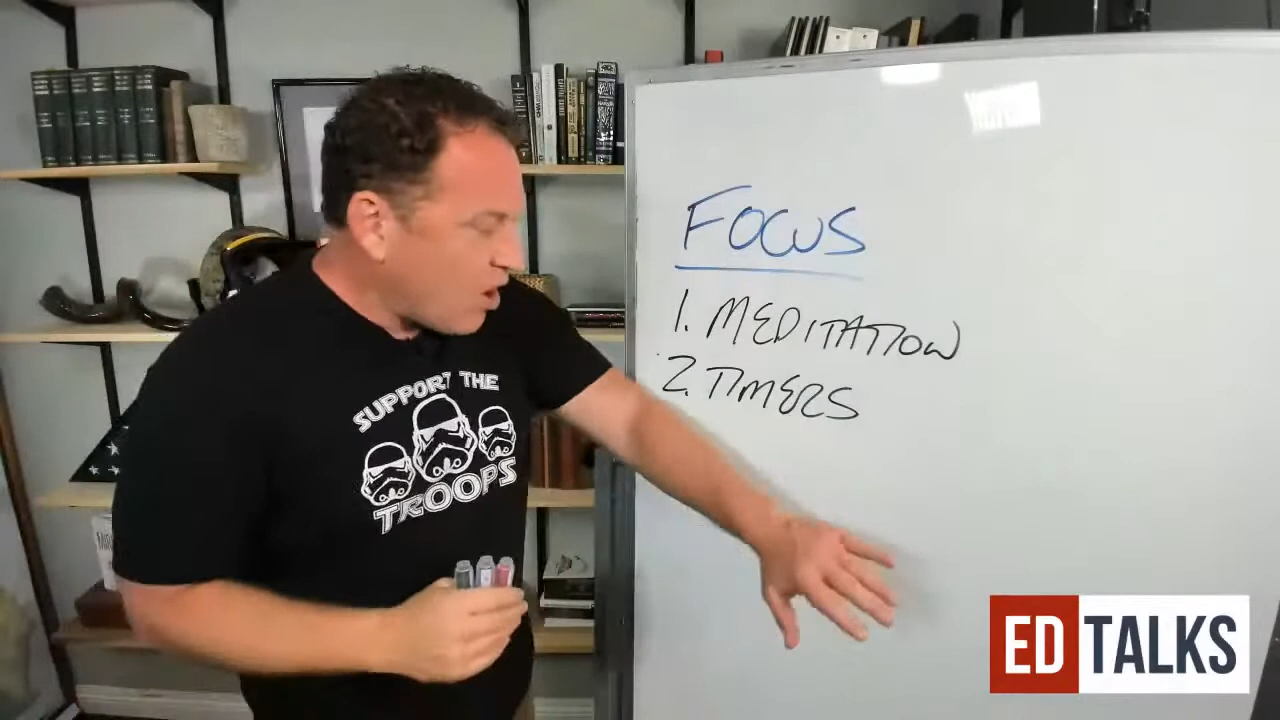 FOCUS
1. MEDITATION
2. TIMERS
SUPPORT THE
TROOPS
ED TALKS